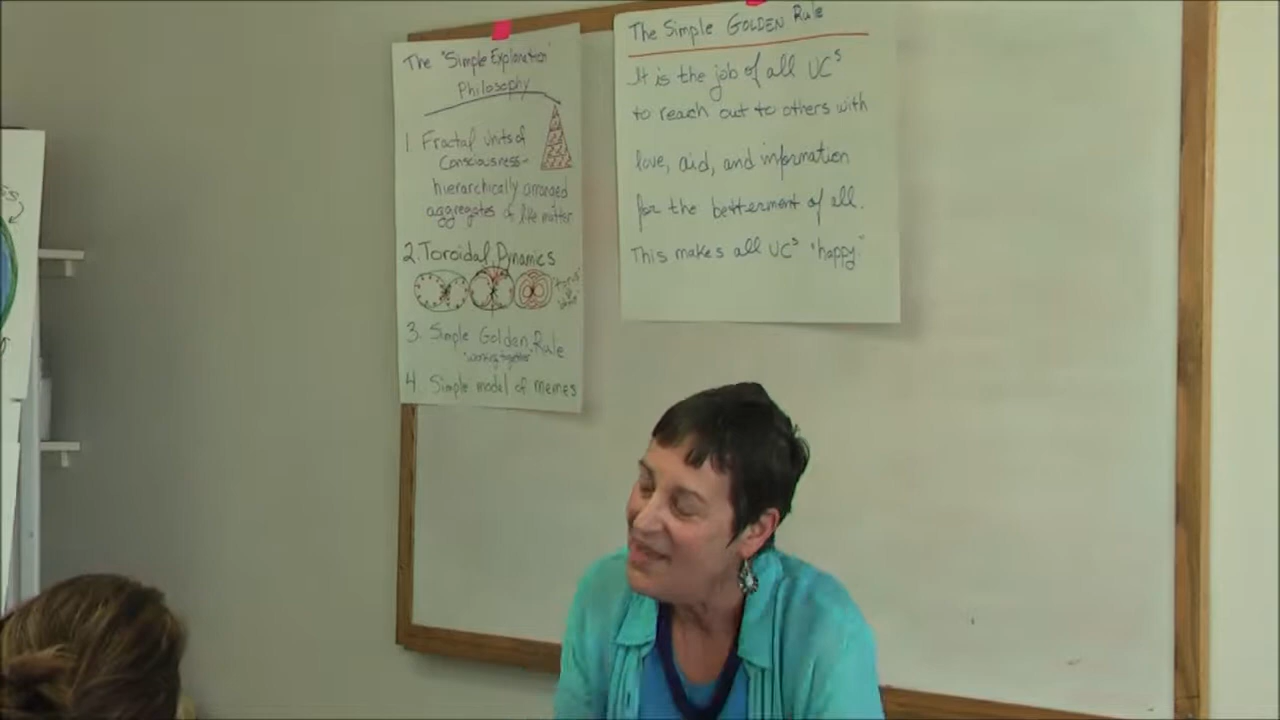 The "Simple Explanation"
Philosophy
1. Fractal units of
Consciousness-
hierarchically arranged
aggregates of life matter
2. Toroidal Dynamics
3. Simple Golden Rule
"working together"
4. Simple model of memes
The Simple GOLDEN Rule
It is the job of all UCs
to reach out to others with
love, aid, and information
for the betterment of all.
This makes all UCs "happy"